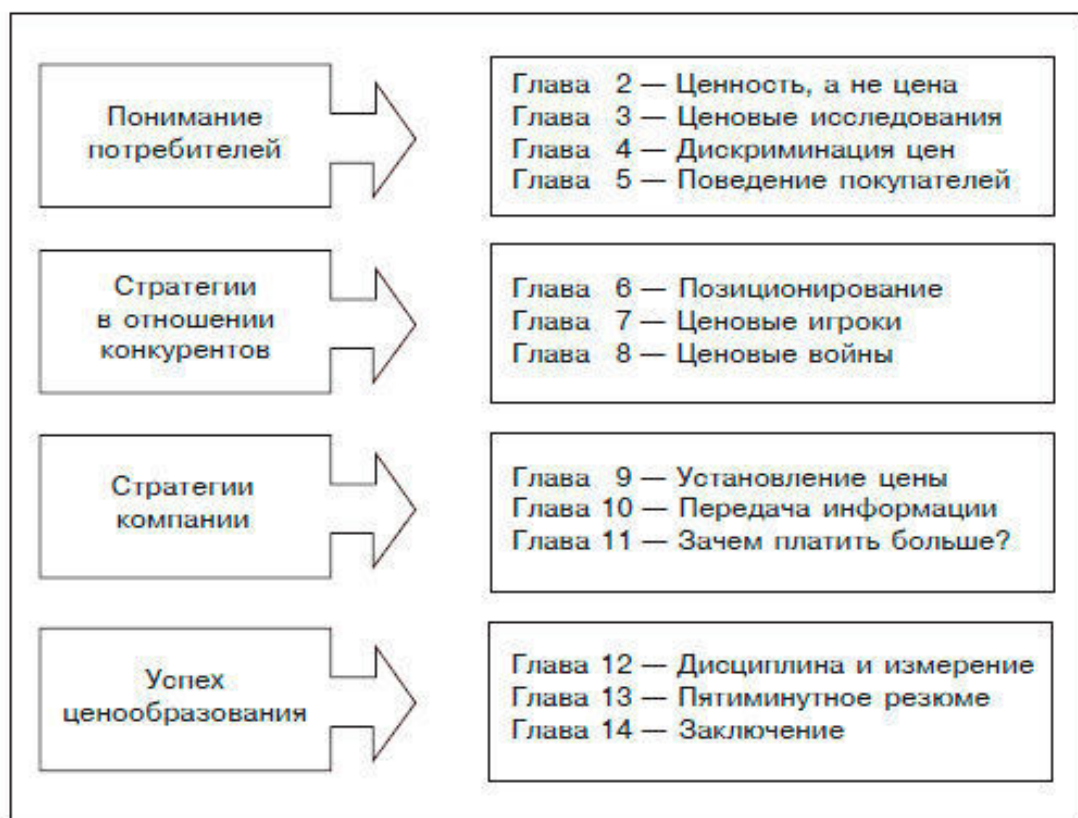 Понимание
потребителей
Глава 2 — Ценность, а не цена
Глава 3 — Ценовые исследования
Глава 4 — Дискриминация цен
Глава 5 — Поведение покупателей
Стратегии
в отношении
конкурентов
Глава 6 — Позиционирование
Глава 7 — Ценовые игроки
Глава 8 — Ценовые войны
Стратегии
компании
Глава 9 — Установление цены
Глава 10 — Передача информации
Глава 11 — Зачем платить больше?
Успех
ценообразования
Глава 12 — Дисциплина и измерение
Глава 13 — Пятиминутное резюме
Глава 14 — Заключение